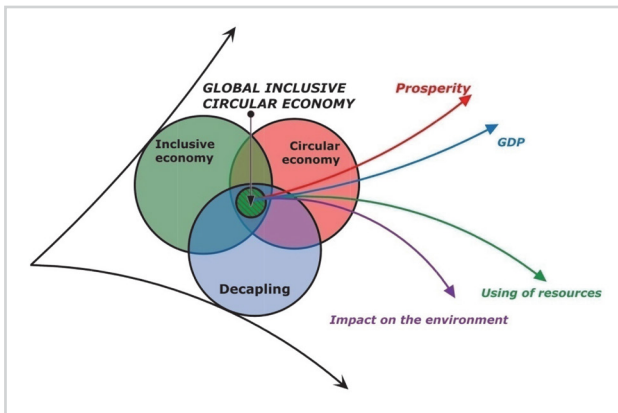 GLOBAL INCLUSIVE
CIRCULAR ECONOMY
Prosperity
GDP
Inclusive
economy
Circular
economy
Decapling
Using of resources
Impact on the environment